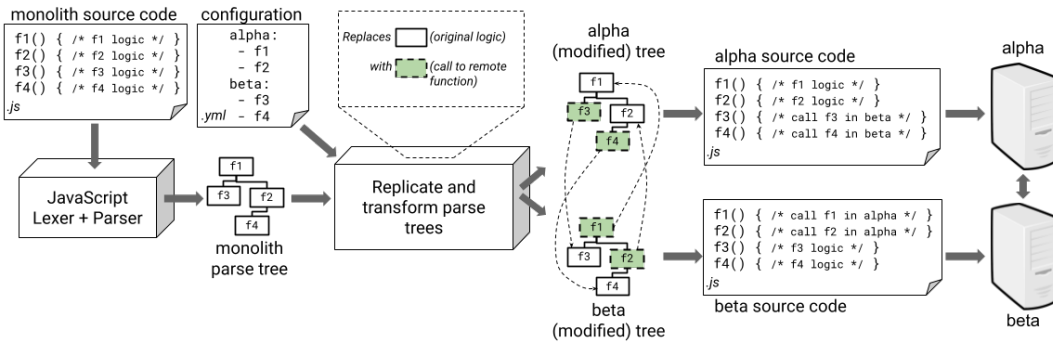 monolith source code
f1() { /* f1 logic */ }
f2() { /* f2 logic */ }
f3() { /* f3 logic */ }
f4() { /* f4 logic */ }
.js
configuration
alpha:
- f1
- f2
beta:
- f3
- f4
.yml
Replaces (original logic)
with (call to remote
function)
JavaScript
Lexer + Parser
f1
f3 f2
f4
monolith
parse tree
Replicate and
transform parse
trees
alpha
(modified) tree
f1
f3 f2
f4
f1
f3 f2
f4
beta
(modified) tree
alpha source code
f1() { /* f1 logic */ }
f2() { /* f2 logic */ }
f3() { /* call f3 in beta */ }
f4() { /* call f4 in beta */ }
.js
f1() { /* call f1 in alpha */ }
f2() { /* call f2 in alpha */ }
f3() { /* f3 logic */ }
f4() { /* f4 logic */ }
.js
beta source code
alpha
beta